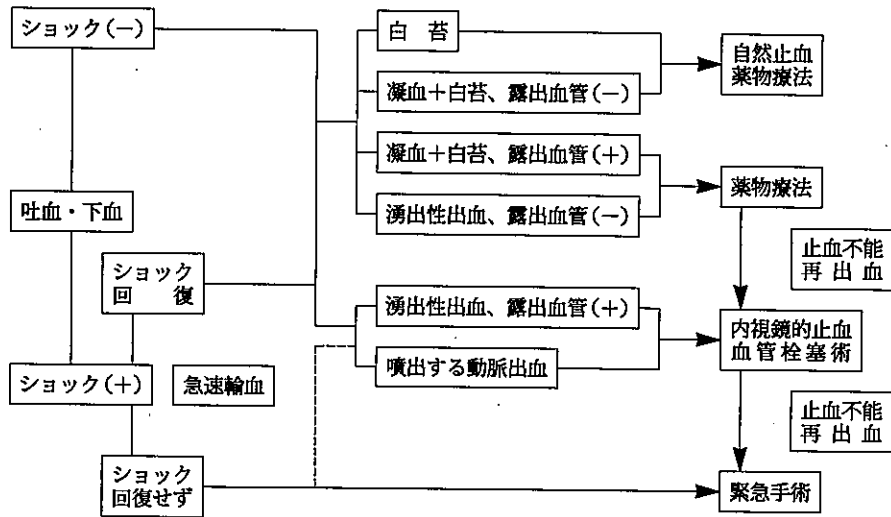 ショック(−)
吐血・下血
ショック
回　復
ショック(+)
急速輸血
ショック
回復せず
白　苔
凝血+白苔、露出血管(−)
凝血+白苔、露出血管(+)
湧出性出血、露出血管(−)
湧出性出血、露出血管(+)
噴出する動脈出血
自然止血
薬物療法
薬物療法
止血不能
再 出 血
内視鏡的止血
血管栓塞術
止血不能
再 出 血
緊急手術